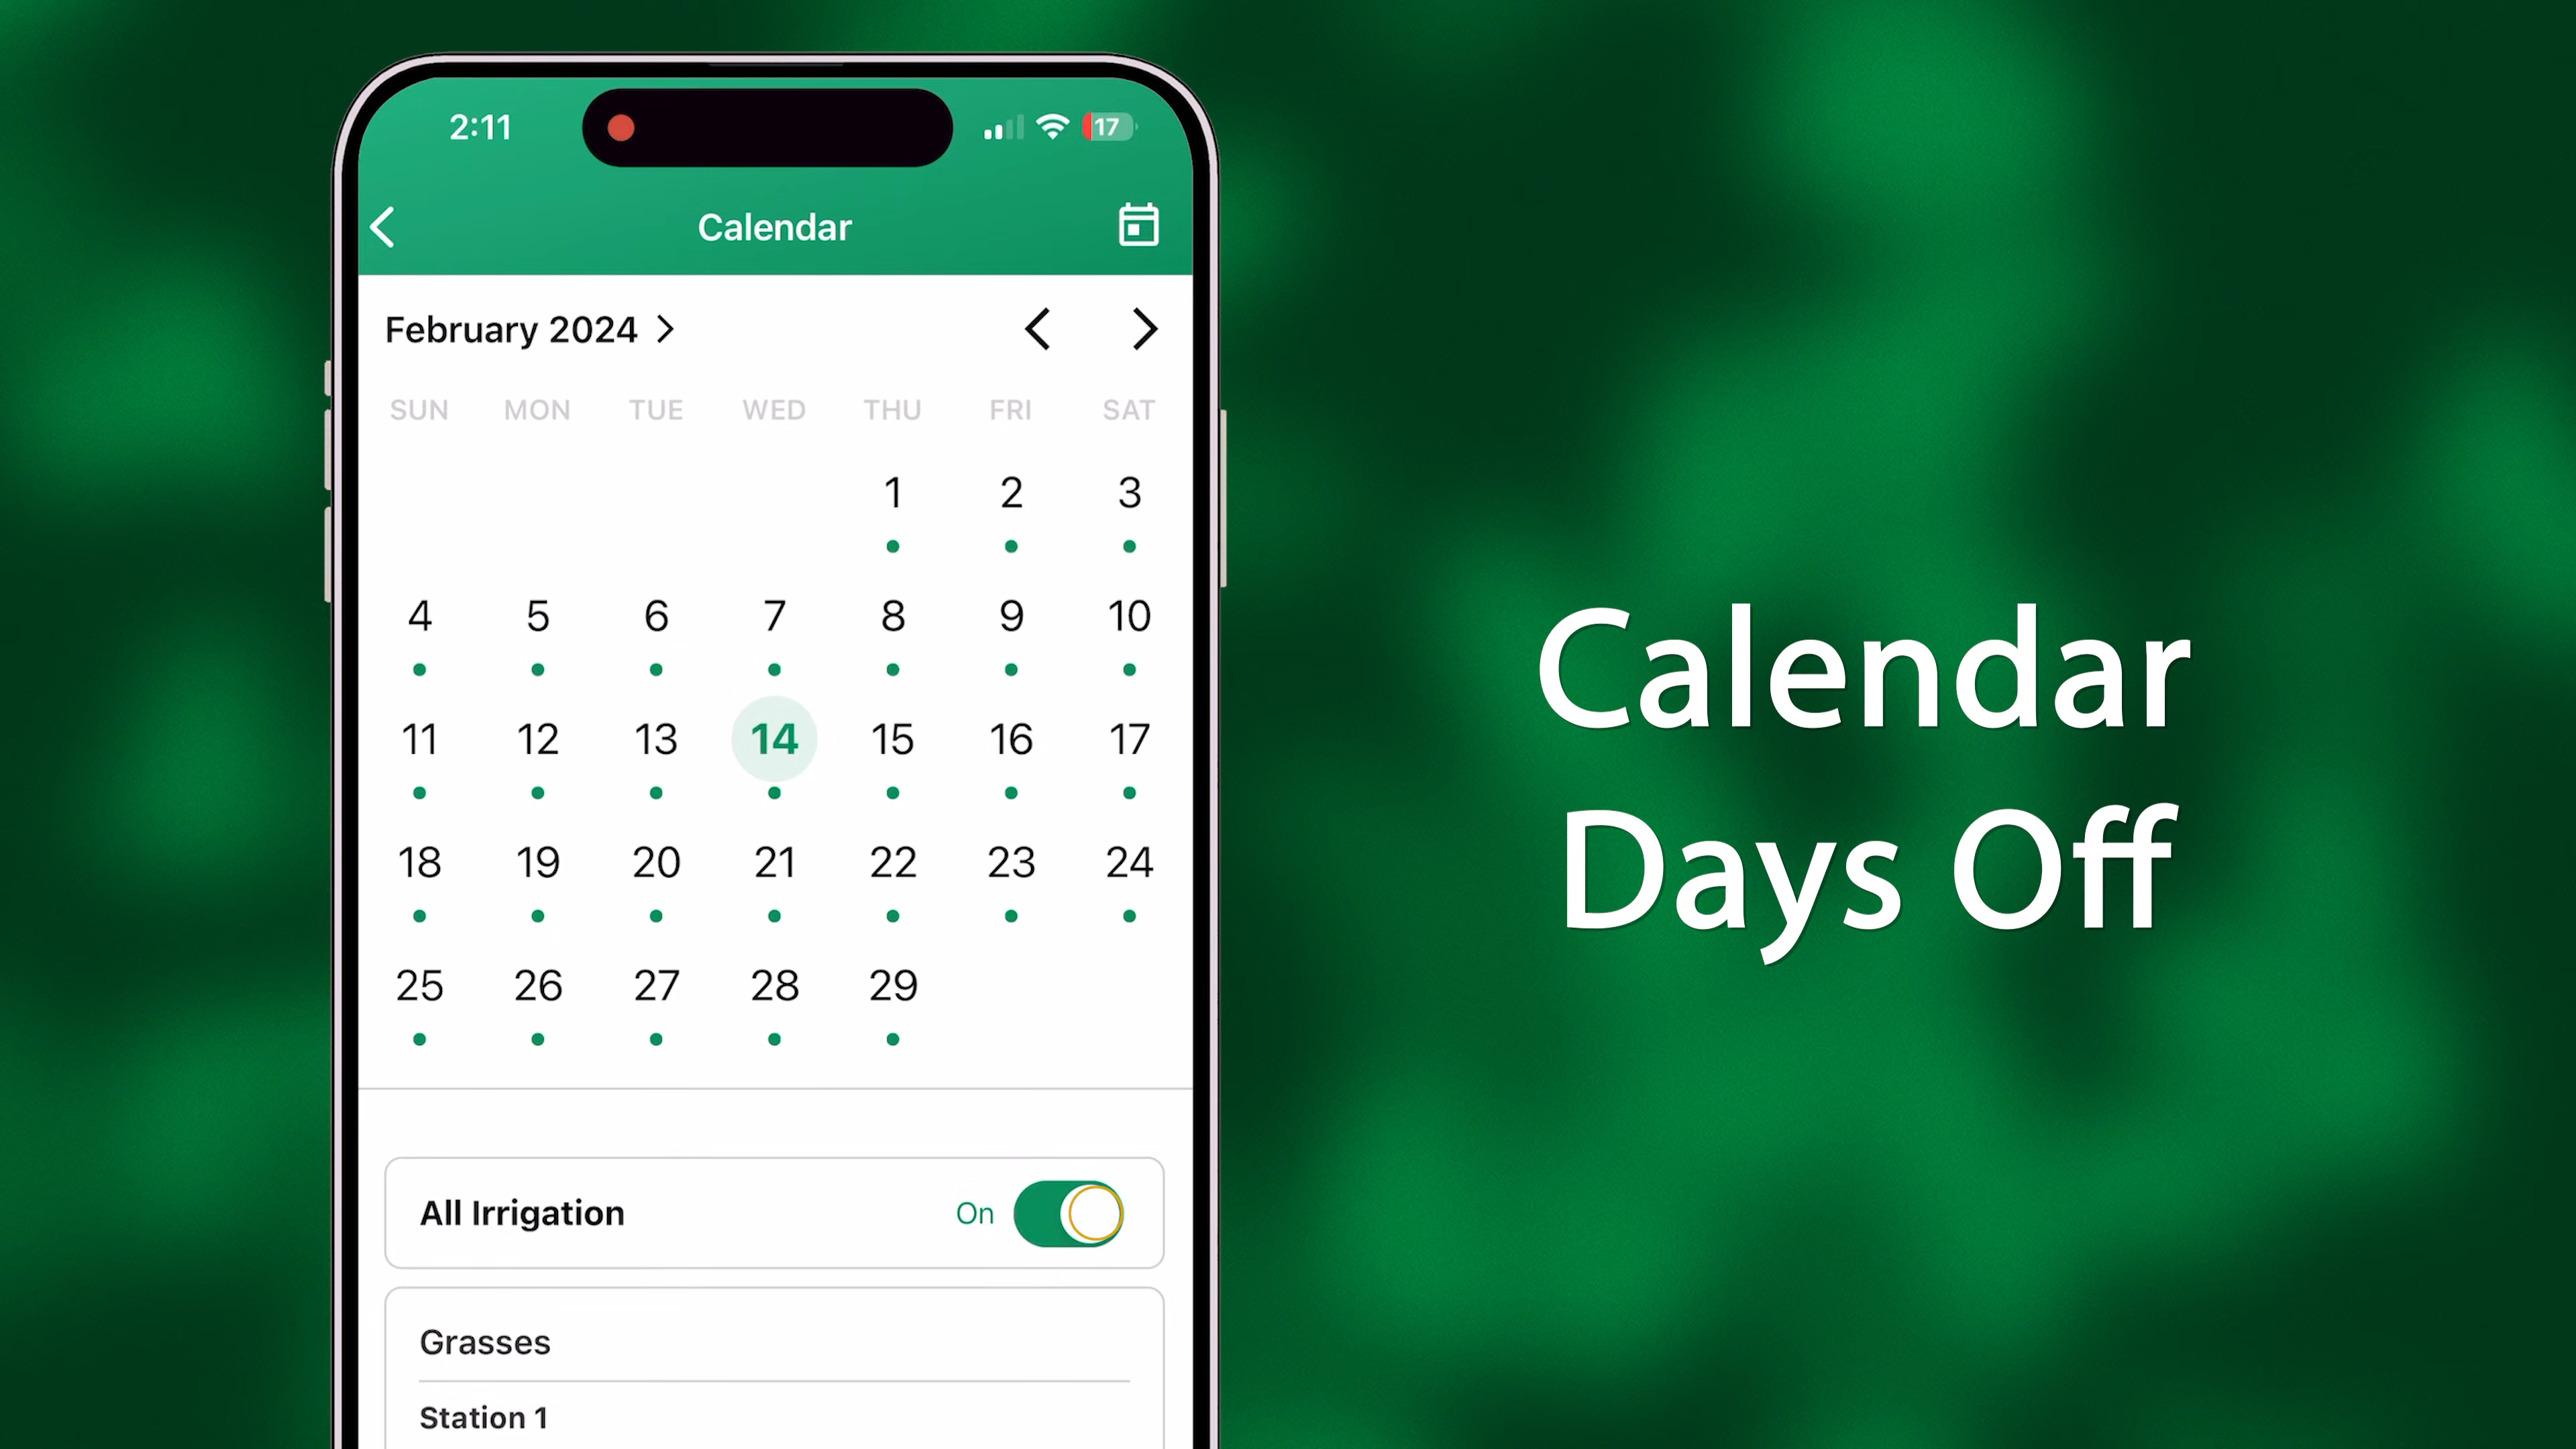 2:11
17
Calendar
February 2024
SUN MON TUE WED THU FRI SAT
1 2 3
4 5 6 7 8 9 10
11 12 13 14 15 16 17
18 19 20 21 22 23 24
25 26 27 28 29
All Irrigation On
Grasses
Station 1
Calendar
Days Off